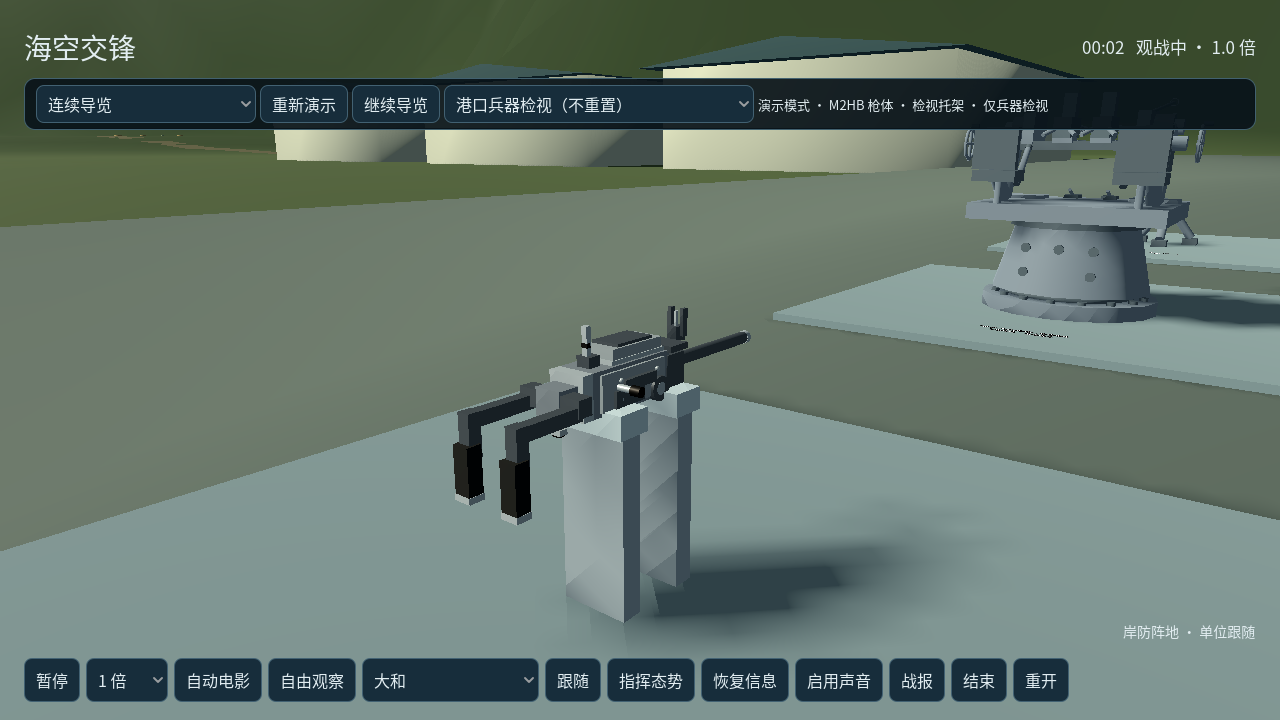 海空交锋
00:02 观战中 · 1.0 倍
连续导览 重新演示 继续导览 港口兵器检视（不重置） 演示模式 · M2HB 枪体 · 检视托架 · 仅兵器检视
岸防阵地 · 单位跟随
暂停 1 倍 自动电影 自由观察 大和 跟随 指挥态势 恢复信息 启用声音 战报 结束 重开